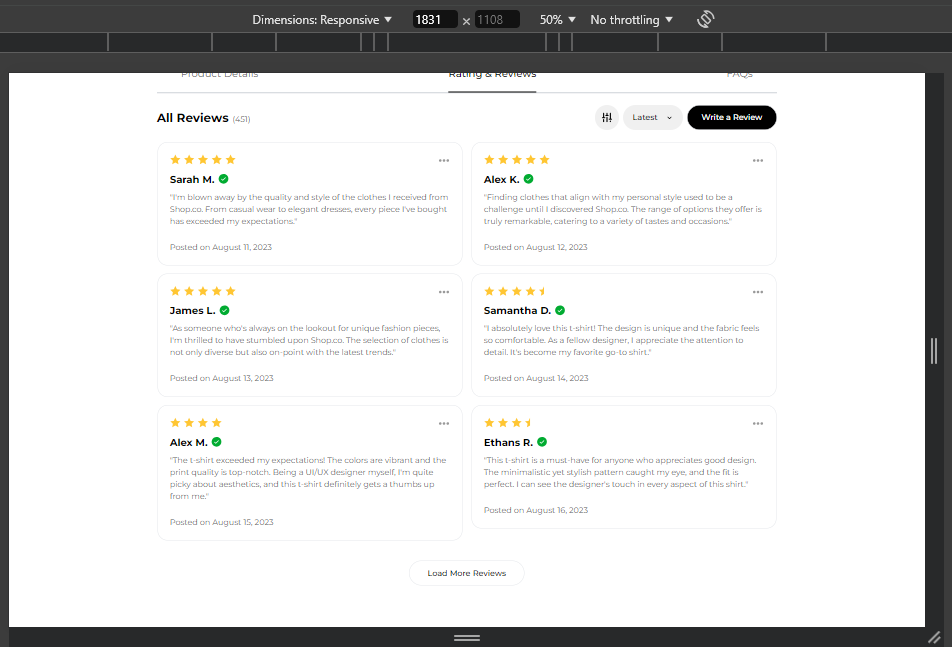 Dimensions: Responsive
1831 × 1108
50%
No throttling
Product Details
Rating & Reviews
FAQs
All Reviews (451)
Latest
Write a Review
Sarah M.
"I'm blown away by the quality and style of the clothes I received from
Shop.co. From casual wear to elegant dresses, every piece I've bought
has exceeded my expectations."
Posted on August 11, 2023
Alex K.
"Finding clothes that align with my personal style used to be a
challenge until I discovered Shop.co. The range of options they offer is
truly remarkable, catering to a variety of tastes and occasions."
Posted on August 12, 2023
James L.
"As someone who's always on the lookout for unique fashion pieces,
I'm thrilled to have stumbled upon Shop.co. The selection of clothes is
not only diverse but also on-point with the latest trends."
Posted on August 13, 2023
Samantha D.
"I absolutely love this t-shirt! The design is unique and the fabric feels
so comfortable. As a fellow designer, I appreciate the attention to
detail. It's become my favorite go-to shirt."
Posted on August 14, 2023
Alex M.
"The t-shirt exceeded my expectations! The colors are vibrant and the
print quality is top-notch. Being a UI/UX designer myself, I'm quite
picky about aesthetics, and this t-shirt definitely gets a thumbs up
from me."
Posted on August 15, 2023
Ethans R.
"This t-shirt is a must-have for anyone who appreciates good design.
The minimalistic yet stylish pattern caught my eye, and the fit is
perfect. I can see the designer's touch in every aspect of this shirt."
Posted on August 16, 2023
Load More Reviews